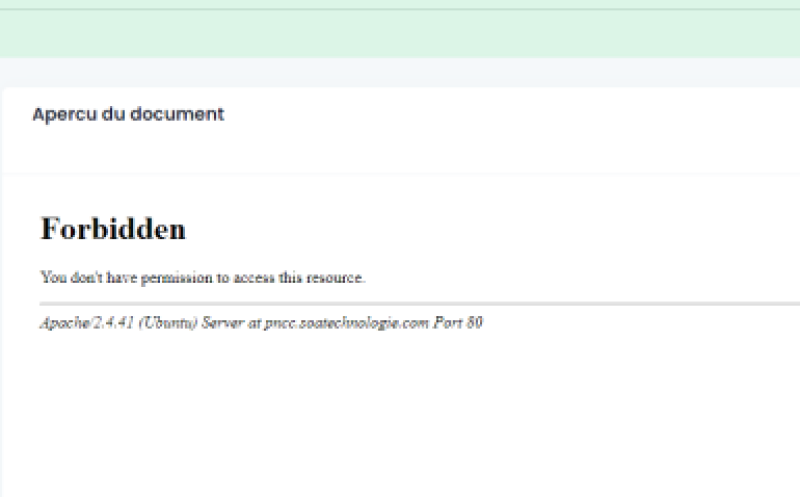 Apercu du document
Forbidden
You don't have permission to access this resource.
Apache/2.4.41 (Ubuntu) Server at pncc.soatechnologie.com Port 80